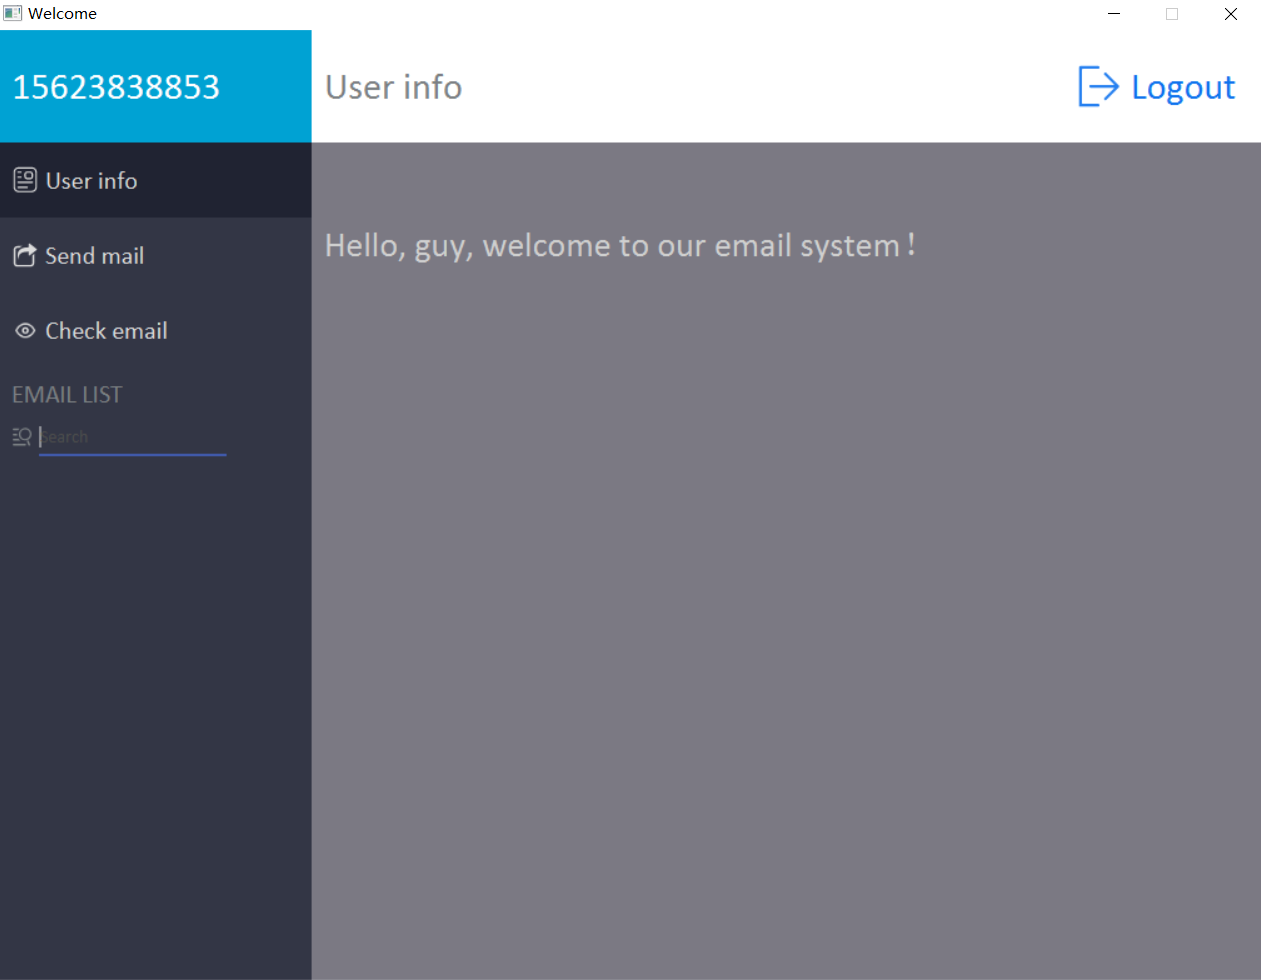 Welcome
15623838853
User info
Logout
User info
Send mail
Check email
EMAIL LIST
Search
Hello, guy, welcome to our email system!